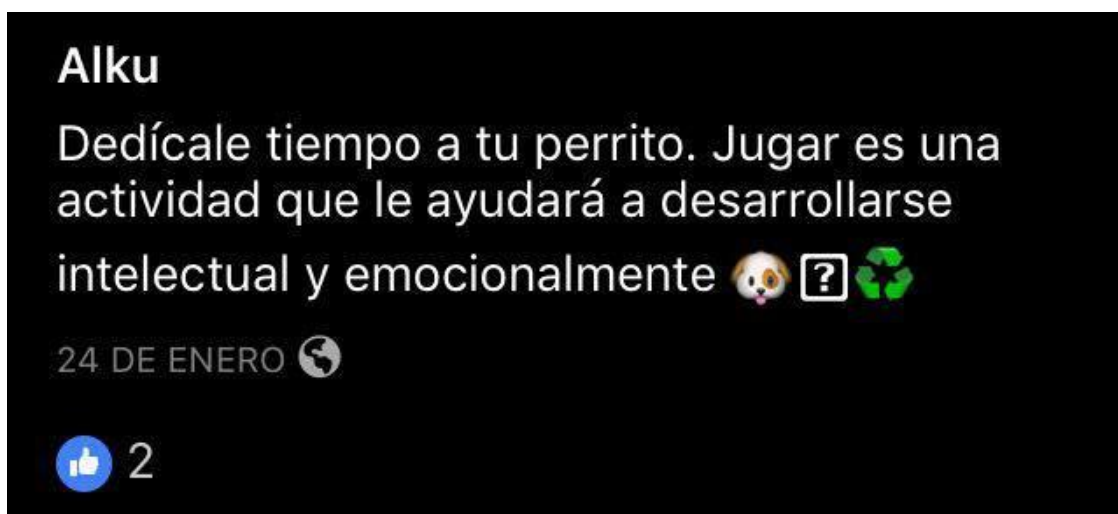 Alku
Dedícale tiempo a tu perrito. Jugar es una
actividad que le ayudará a desarrollarse
intelectual y emocionalmente 🐶⍰♻️
24 DE ENERO
2